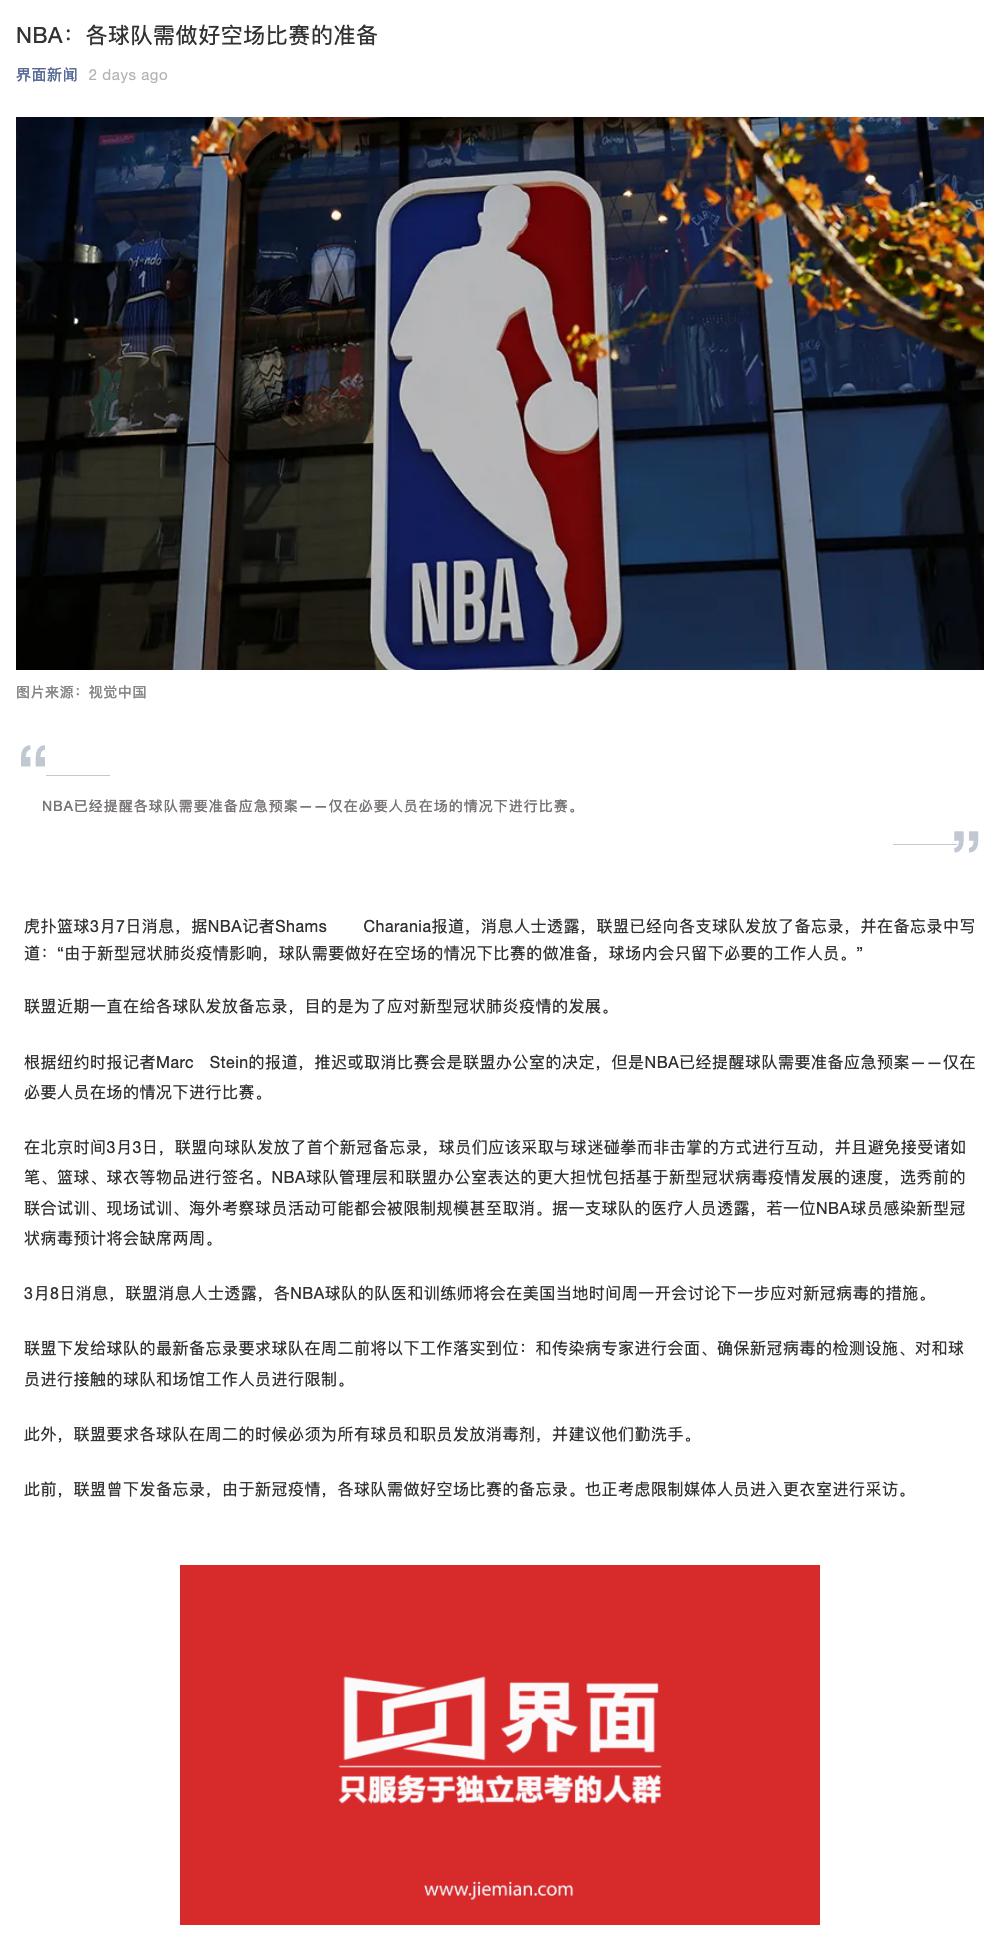 NBA：各球队需做好空场比赛的准备
界面新闻 2 days ago
Orlando
1
1
NBA
图片来源：视觉中国
“
NBA已经提醒各球队需要准备应急预案——仅在必要人员在场的情况下进行比赛。
”
虎扑篮球3月7日消息，据NBA记者Shams Charania报道，消息人士透露，联盟已经向各支球队发放了备忘录，并在备忘录中写
道：“由于新型冠状肺炎疫情影响，球队需要做好在空场的情况下比赛的做准备，球场内会只留下必要的工作人员。”
联盟近期一直在给各球队发放备忘录，目的是为了应对新型冠状肺炎疫情的发展。
根据纽约时报记者Marc Stein的报道，推迟或取消比赛会是联盟办公室的决定，但是NBA已经提醒球队需要准备应急预案——仅在
必要人员在场的情况下进行比赛。
在北京时间3月3日，联盟向球队发放了首个新冠备忘录，球员们应该采取与球迷碰拳而非击掌的方式进行互动，并且避免接受诸如
笔、篮球、球衣等物品进行签名。NBA球队管理层和联盟办公室表达的更大担忧包括基于新型冠状病毒疫情发展的速度，选秀前的
联合试训、现场试训、海外考察球员活动可能都会被限制规模甚至取消。据一支球队的医疗人员透露，若一位NBA球员感染新型冠
状病毒预计将会缺席两周。
3月8日消息，联盟消息人士透露，各NBA球队的队医和训练师将会在美国当地时间周一开会讨论下一步应对新冠病毒的措施。
联盟下发给球队的最新备忘录要求球队在周二前将以下工作落实到位：和传染病专家进行会面、确保新冠病毒的检测设施、对和球
员进行接触的球队和场馆工作人员进行限制。
此外，联盟要求各球队在周二的时候必须为所有球员和职员发放消毒剂，并建议他们勤洗手。
此前，联盟曾下发备忘录，由于新冠疫情，各球队需做好空场比赛的备忘录。也正考虑限制媒体人员进入更衣室进行采访。
界面
只服务于独立思考的人群
www.jiemian.com